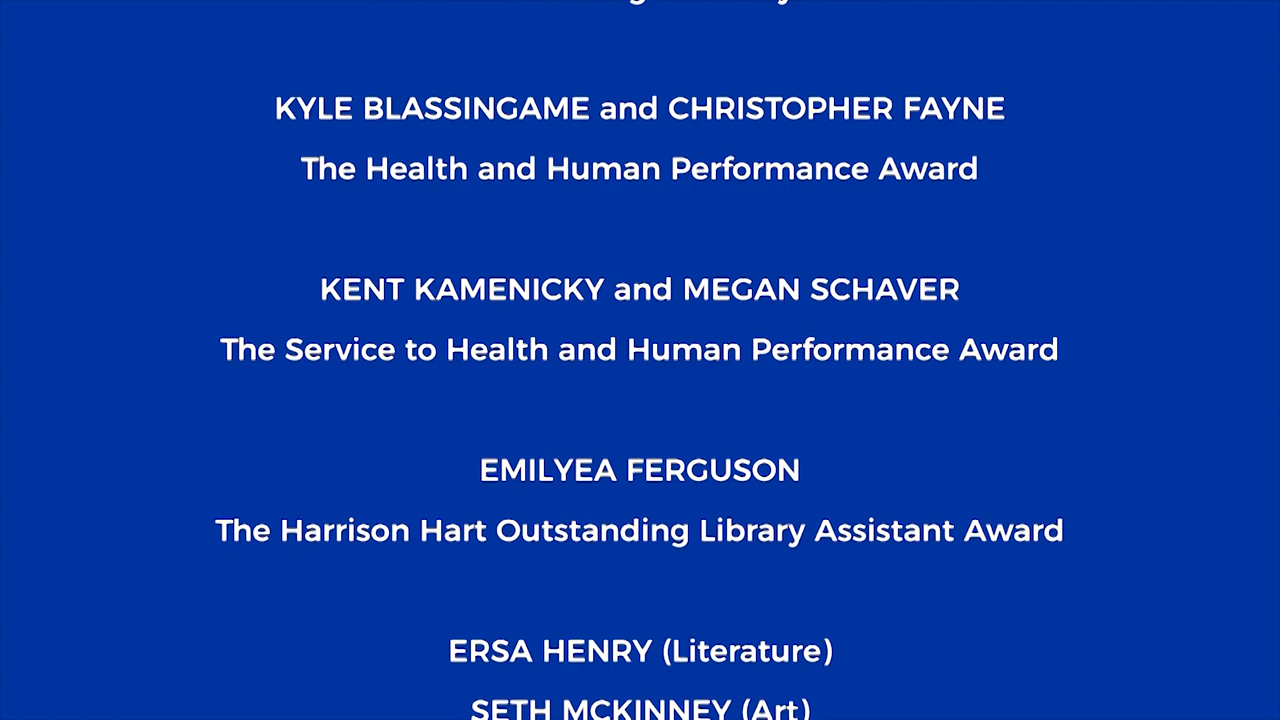 KYLE BLASSINGAME and CHRISTOPHER FAYNE
The Health and Human Performance Award
KENT KAMENICKY and MEGAN SCHAVER
The Service to Health and Human Performance Award
EMILYEA FERGUSON
The Harrison Hart Outstanding Library Assistant Award
ERSA HENRY (Literature)
SETH MCKINNEY (Art)